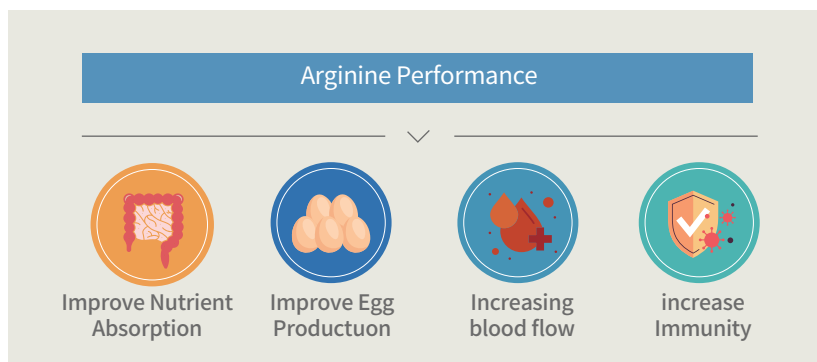 Arginine Performance
Improve Nutrient
Absorption
Improve Egg
Productuon
Increasing
blood flow
increase
Immunity